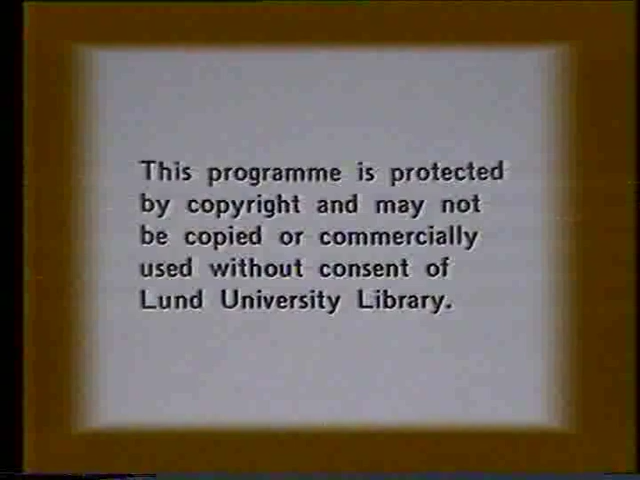 This programme is protected
by copyright and may not
be copied or commercially
used without consent of
Lund University Library.